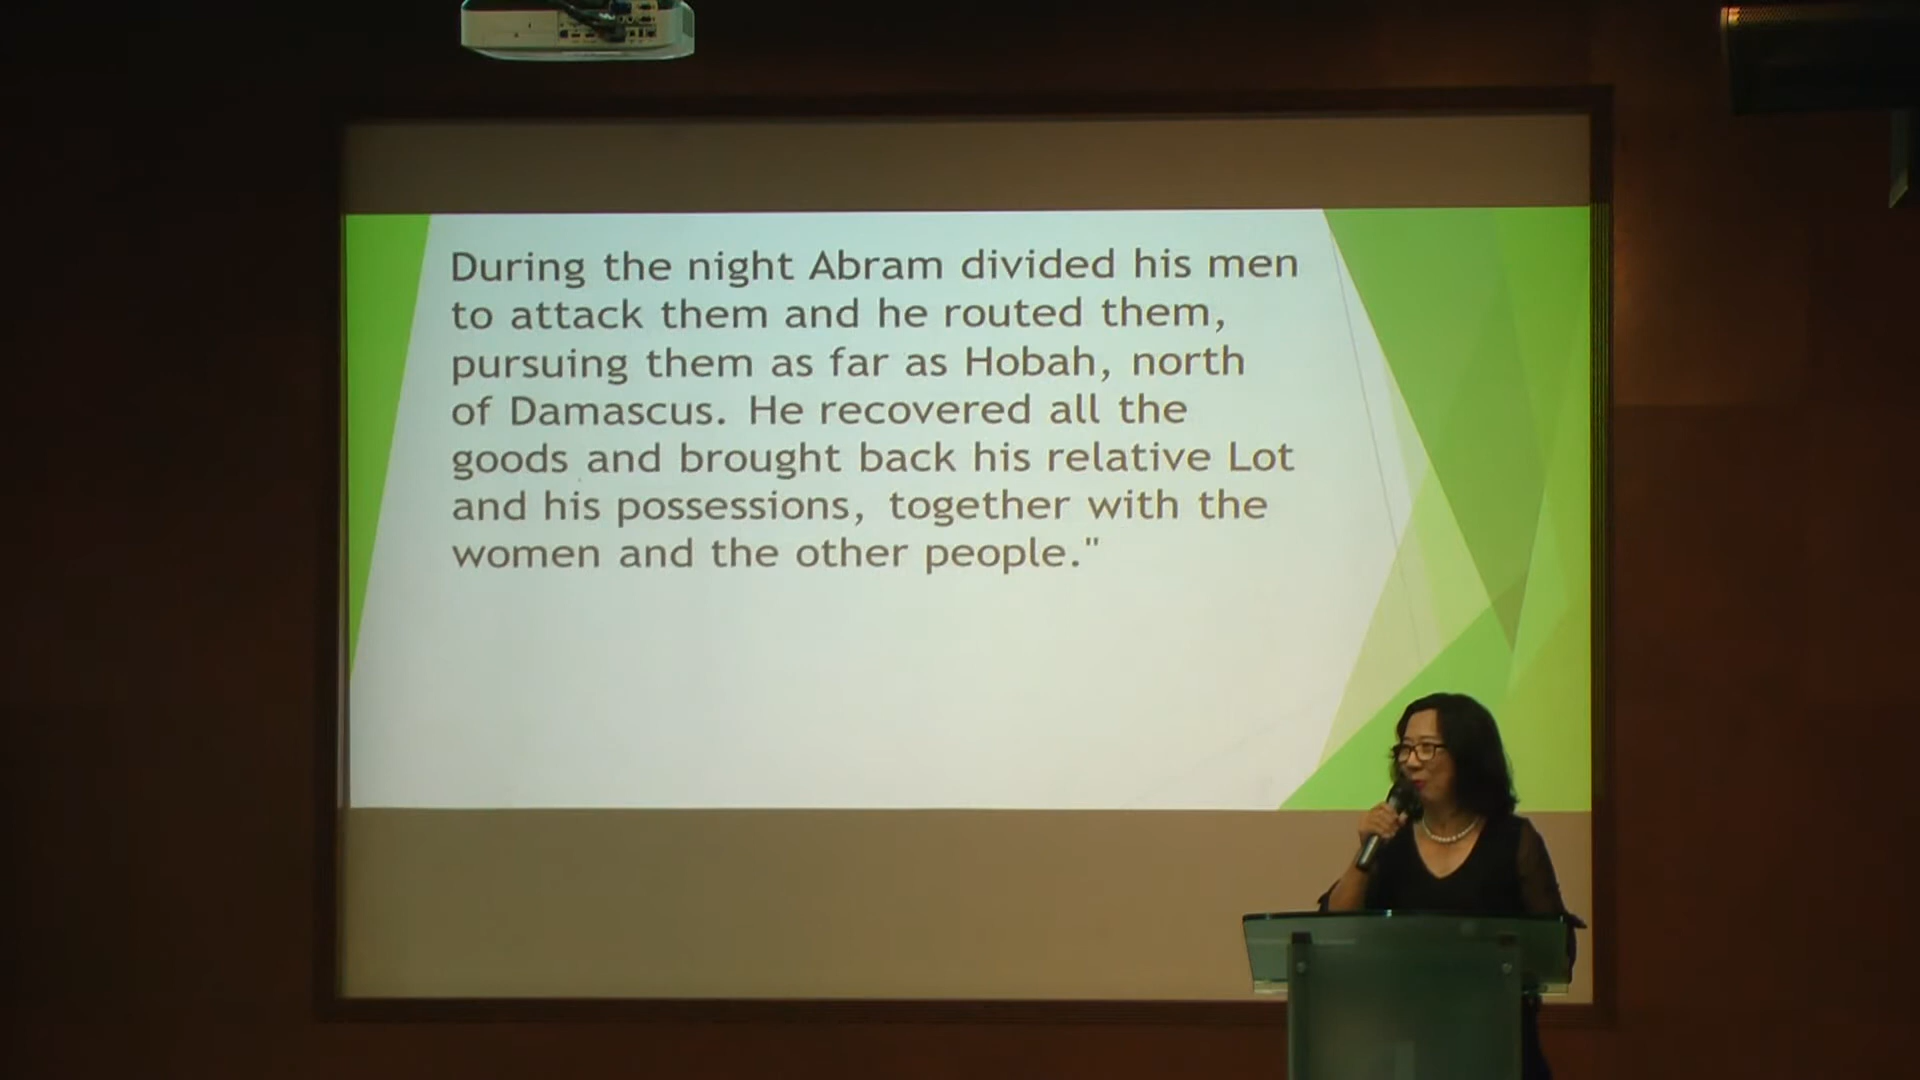 During the night Abram divided his men
to attack them and he routed them,
pursuing them as far as Hobah, north
of Damascus. He recovered all the
goods and brought back his relative Lot
and his possessions, together with the
women and the other people."